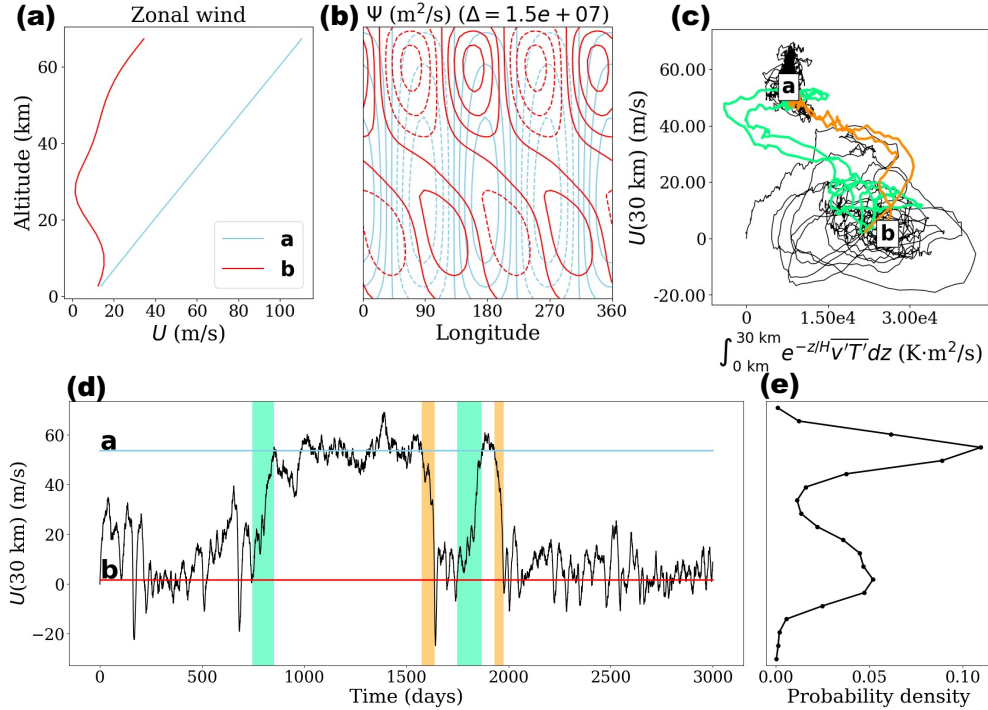 (a) Zonal wind
(b) Ψ (m²/s) (Δ = 1.5e + 07)
(c)
Altitude (km)
60
40
20
0
a
b
0 20 40 60 80 100
U (m/s)
0 90 180 270 360
Longitude
U(30 km) (m/s)
60.00
40.00
20.00
0
-20.00
a
b
0 1.50e4 3.00e4
∫₀ km³⁰ km e^−z/H v′T′dz (K·m²/s)
(d)
U(30 km) (m/s)
60
40
20
0
−20
a
b
0 500 1000 1500 2000 2500 3000
Time (days)
(e)
0.00 0.05 0.10
Probability density